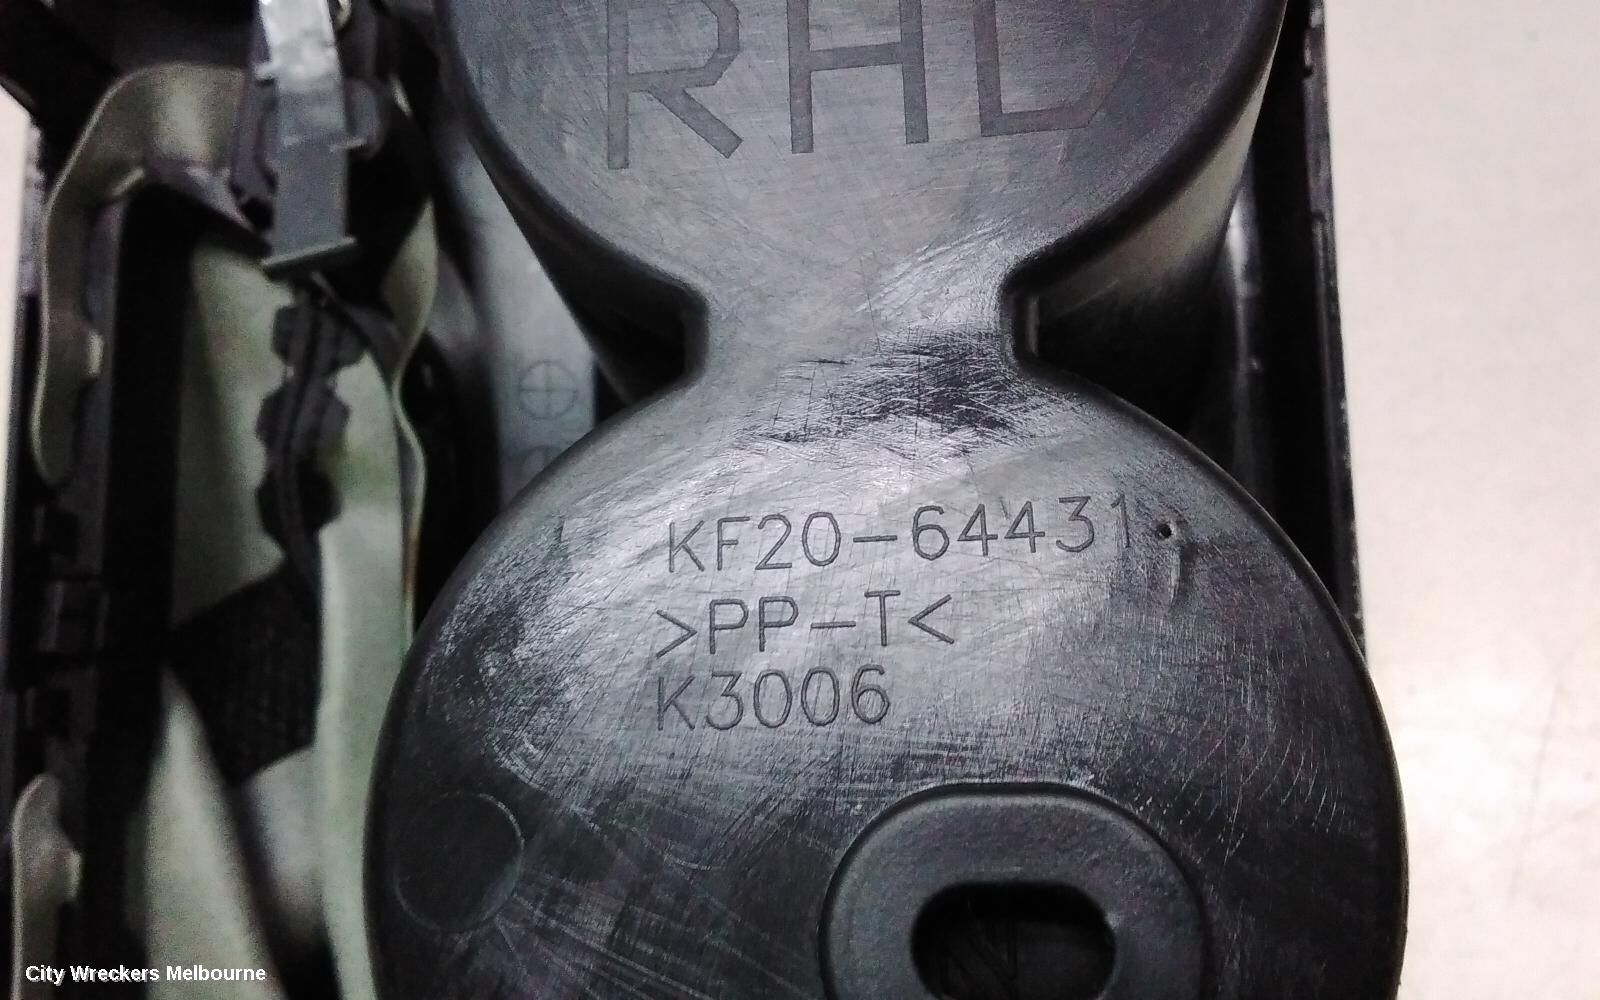 RHD
KF20-64431
>PP-T<
K3006
City Wreckers Melbourne